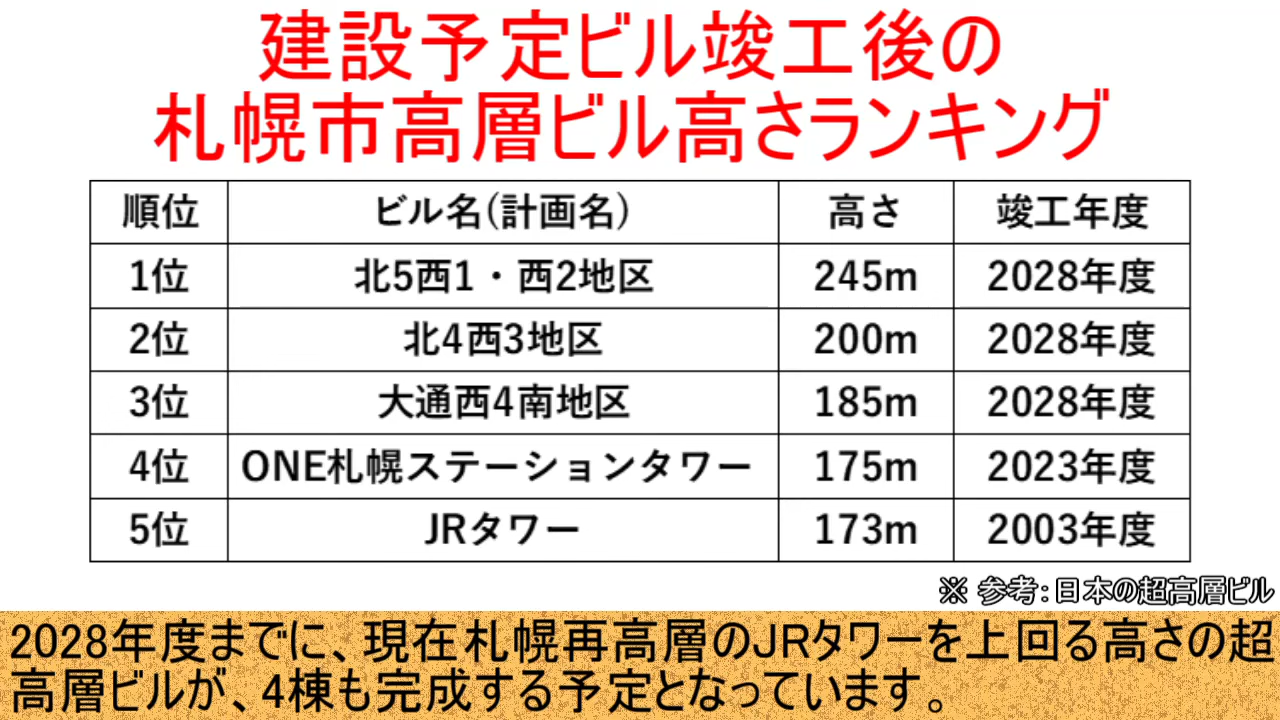 建設予定ビル竣工後の
札幌市高層ビル高さランキング
順位 ビル名(計画名) 高さ 竣工年度
1位 北5西1・西2地区 245m 2028年度
2位 北4西3地区 200m 2028年度
3位 大通西4南地区 185m 2028年度
4位 ONE札幌ステーションタワー 175m 2023年度
5位 JRタワー 173m 2003年度
※ 参考:日本の超高層ビル
2028年度までに、現在札幌再高層のJRタワーを上回る高さの超
高層ビルが、4棟も完成する予定となっています。